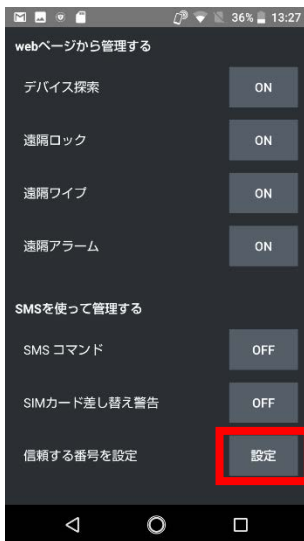 36% 13:27
webページから管理する
デバイス探索 ON
遠隔ロック ON
遠隔ワイプ ON
遠隔アラーム ON
SMSを使って管理する
SMS コマンド OFF
SIMカード差し替え警告 OFF
信頼する番号を設定 設定